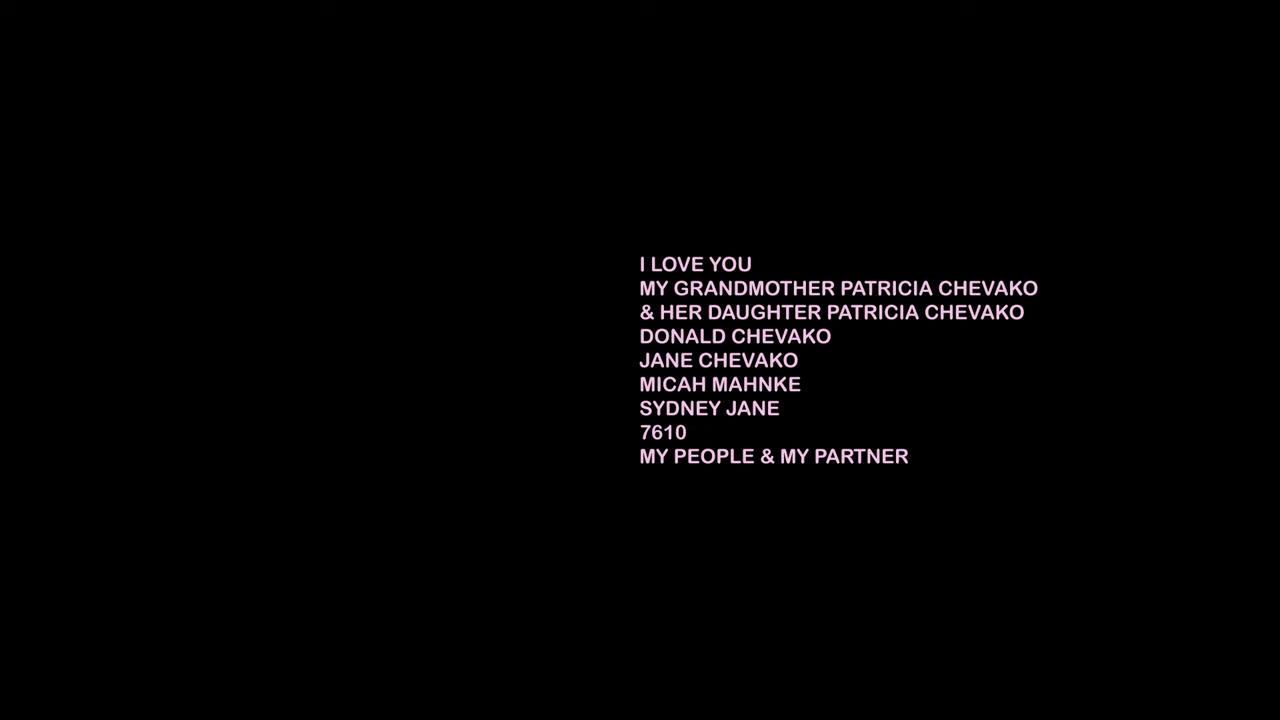 I LOVE YOU
MY GRANDMOTHER PATRICIA CHEVAKO
& HER DAUGHTER PATRICIA CHEVAKO
DONALD CHEVAKO
JANE CHEVAKO
MICAH MAHNKE
SYDNEY JANE
7610
MY PEOPLE & MY PARTNER